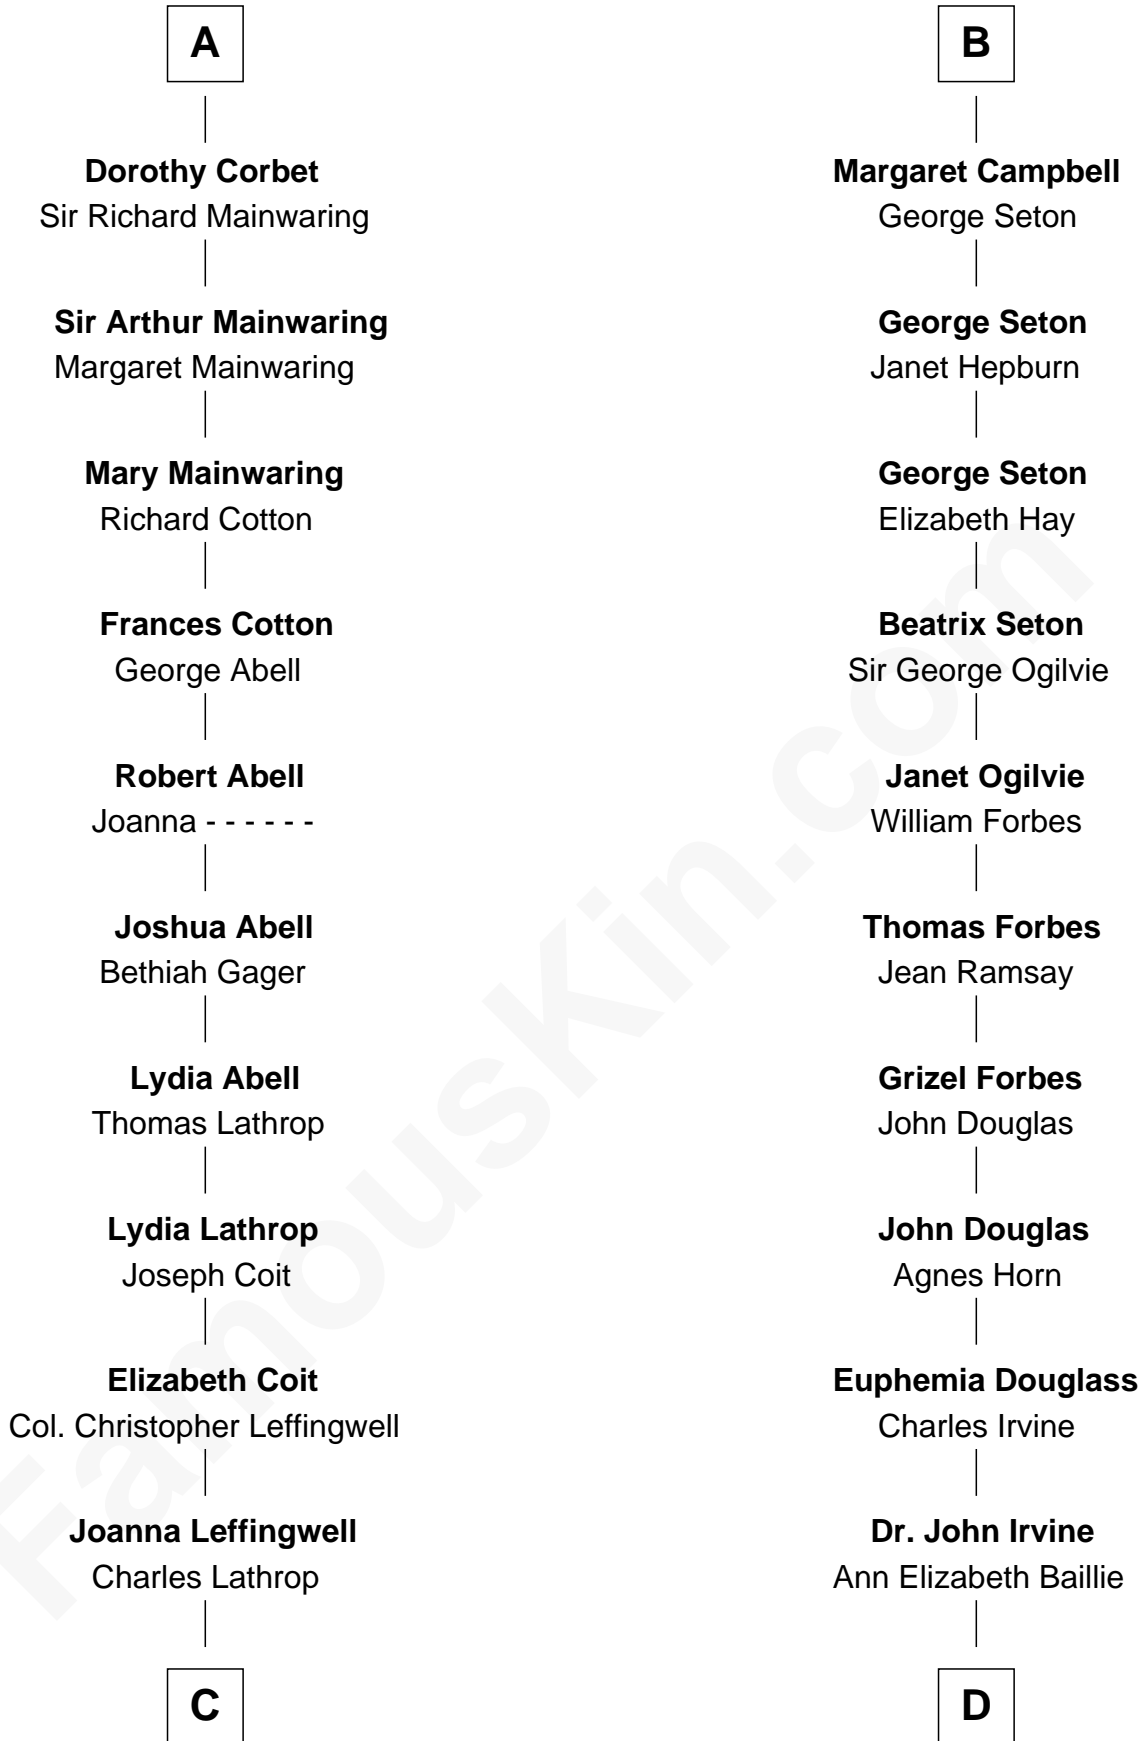 A
Dorothy Corbet
Sir Richard Mainwaring
Sir Arthur Mainwaring
Margaret Mainwaring
Mary Mainwaring
Richard Cotton
Frances Cotton
George Abell
Robert Abell
Joanna - - - - - -
Joshua Abell
Bethiah Gager
Lydia Abell
Thomas Lathrop
Lydia Lathrop
Joseph Coit
Elizabeth Coit
Col. Christopher Leffingwell
Joanna Leffingwell
Charles Lathrop
C
B
Margaret Campbell
George Seton
George Seton
Janet Hepburn
George Seton
Elizabeth Hay
Beatrix Seton
Sir George Ogilvie
Janet Ogilvie
William Forbes
Thomas Forbes
Jean Ramsay
Grizel Forbes
John Douglas
John Douglas
Agnes Horn
Euphemia Douglass
Charles Irvine
Dr. John Irvine
Ann Elizabeth Baillie
D
FamousKin.com